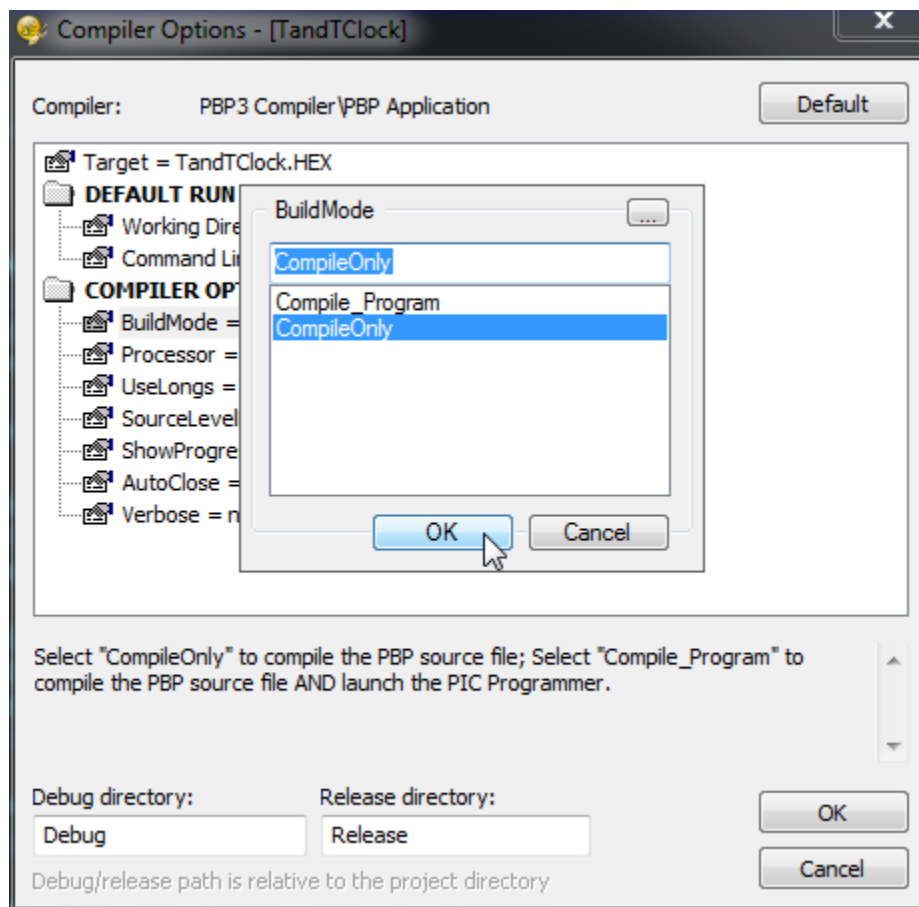 Compiler Options - [TandTClock]
X
Compiler: PBP3 Compiler\PBP Application
Default
Target = TandTClock.HEX
DEFAULT RUN
Working Dire
Command Li
COMPILER OP
BuildMode =
Processor =
UseLongs =
SourceLevel
ShowProgre
AutoClose =
Verbose = n
BuildMode
...
CompileOnly
Compile_Program
CompileOnly
OK
Cancel
Select "CompileOnly" to compile the PBP source file; Select "Compile_Program" to
compile the PBP source file AND launch the PIC Programmer.
Debug directory:
Release directory:
Debug
Release
OK
Debug/release path is relative to the project directory
Cancel